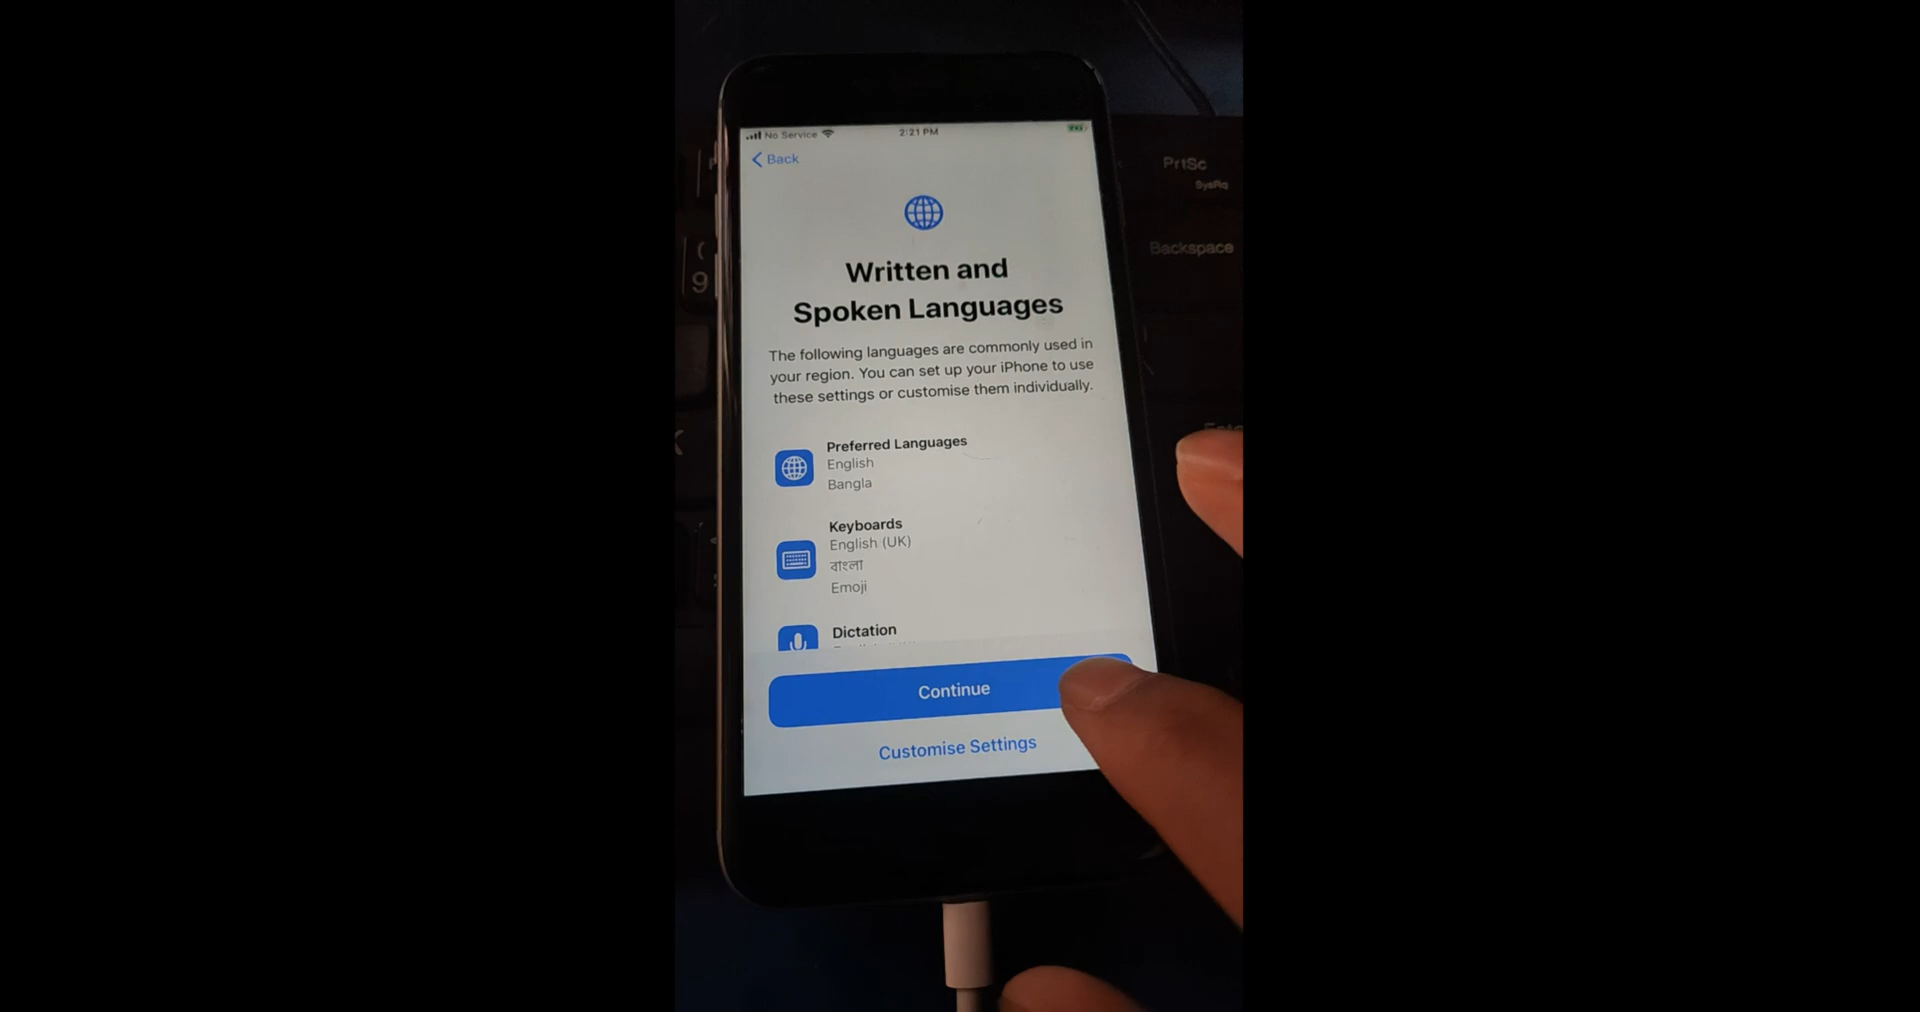 No Service
2:21 PM
Back
Written and
Spoken Languages
The following languages are commonly used in
your region. You can set up your iPhone to use
these settings or customise them individually.
Preferred Languages
English
Bangla
Keyboards
English (UK)
বাংলা
Emoji
Dictation
Continue
Customise Settings
PrtSc
SysRq
Backspace
(
9
K